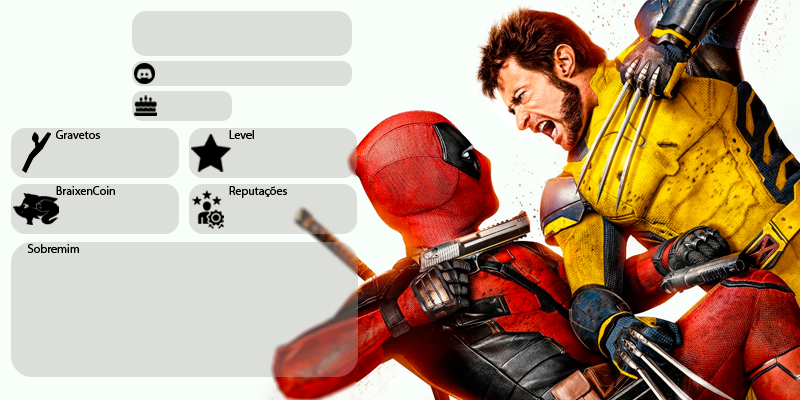 Gravetos
Level
BraixenCoin
Reputações
Sobremim